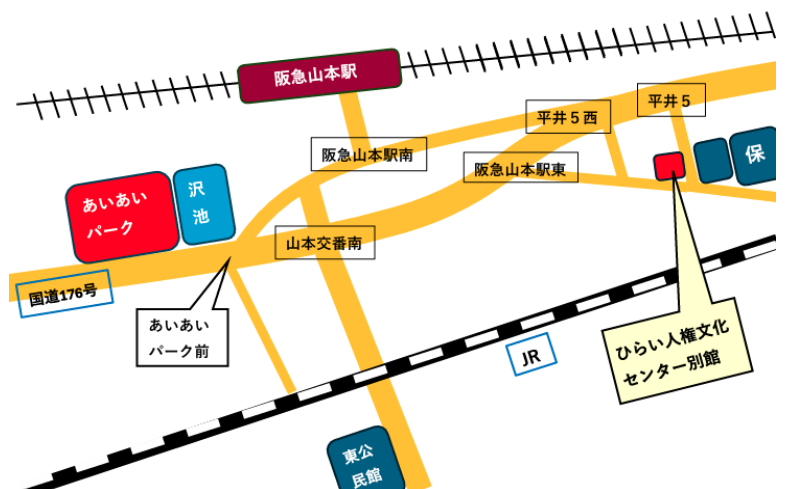 阪急山本駅
平井5
平井5西
阪急山本駅南
阪急山本駅東
保
沢
池
あいあい
パーク
山本交番南
国道176号
あいあい
パーク前
ひらい人権文化
センター別館
JR
東公
民館